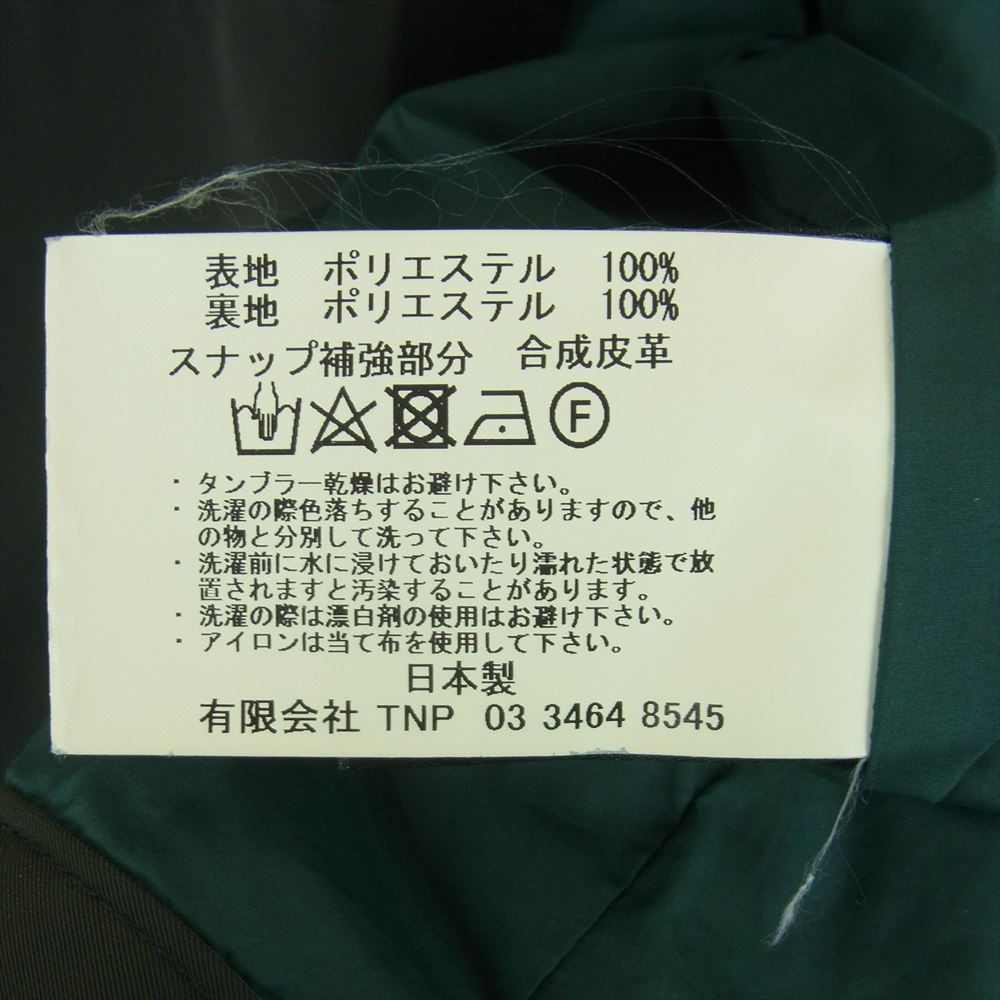 表地　ポリエステル　100%
裏地　ポリエステル　100%
スナップ補強部分　合成皮革
F
・タンブラー乾燥はお避け下さい。
・洗濯の際色落ちすることがありますので、他
の物と分別して洗って下さい。
・洗濯前に水に浸けておいたり濡れた状態で放
置されますと汚染することがあります。
・洗濯の際は漂白剤の使用はお避け下さい。
・アイロンは当て布を使用して下さい。
日本製
有限会社 TNP 03 3464 8545